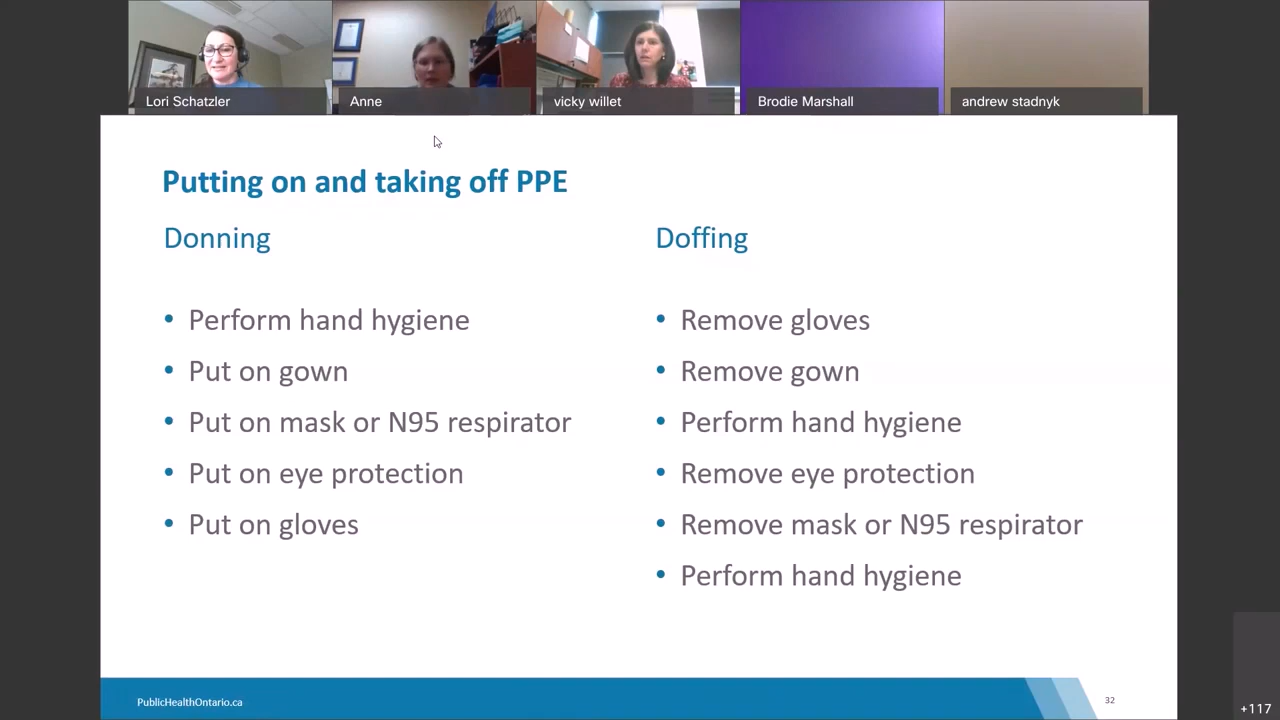 Lori Schatzler
Anne
vicky willet
Brodie Marshall
andrew stadnyk
Putting on and taking off PPE
Donning
• Perform hand hygiene
• Put on gown
• Put on mask or N95 respirator
• Put on eye protection
• Put on gloves
Doffing
• Remove gloves
• Remove gown
• Perform hand hygiene
• Remove eye protection
• Remove mask or N95 respirator
• Perform hand hygiene
PublicHealthOntario.ca
32
+117